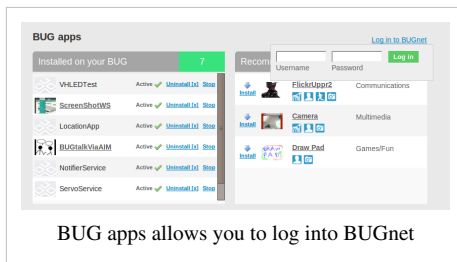 BUG apps
Log in to BUGnet
Installed on your BUG 7
Recom
Username Password Log in
VHLEDTest Active Uninstall [x] Stop
ScreenShotWS Active Uninstall [x] Stop
LocationApp Active Uninstall [x] Stop
BUGtalkViaAIM Active Uninstall [x] Stop
NotifierService Active Uninstall [x] Stop
ServoService Active Uninstall [x] Stop
Install FlickrUppr2 Communications
Install Camera Multimedia
Install Draw Pad Games/Fun
BUG apps allows you to log into BUGnet